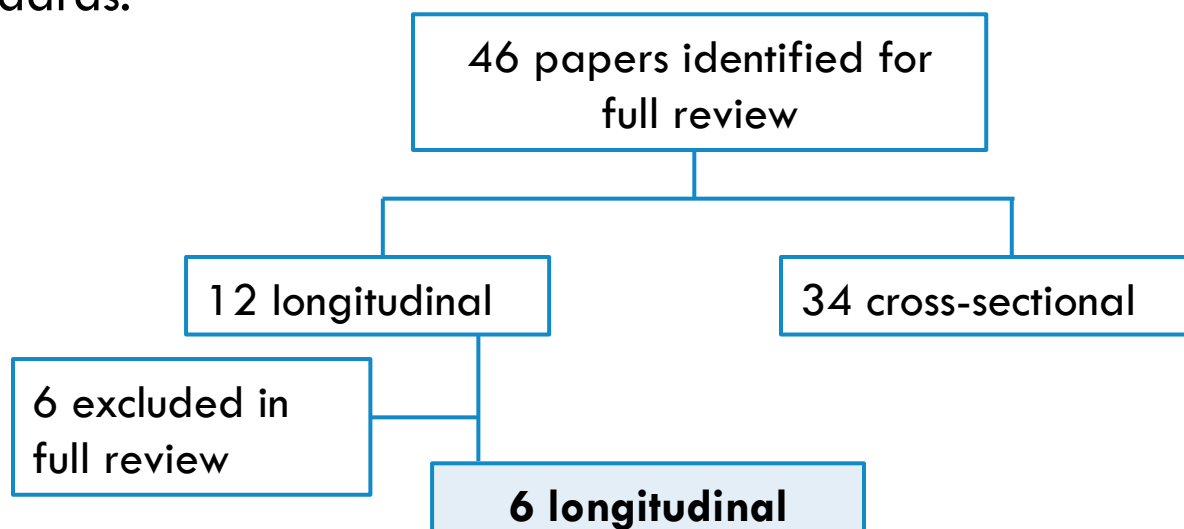 46 papers identified for
full review
12 longitudinal
34 cross-sectional
6 excluded in
full review
6 longitudinal